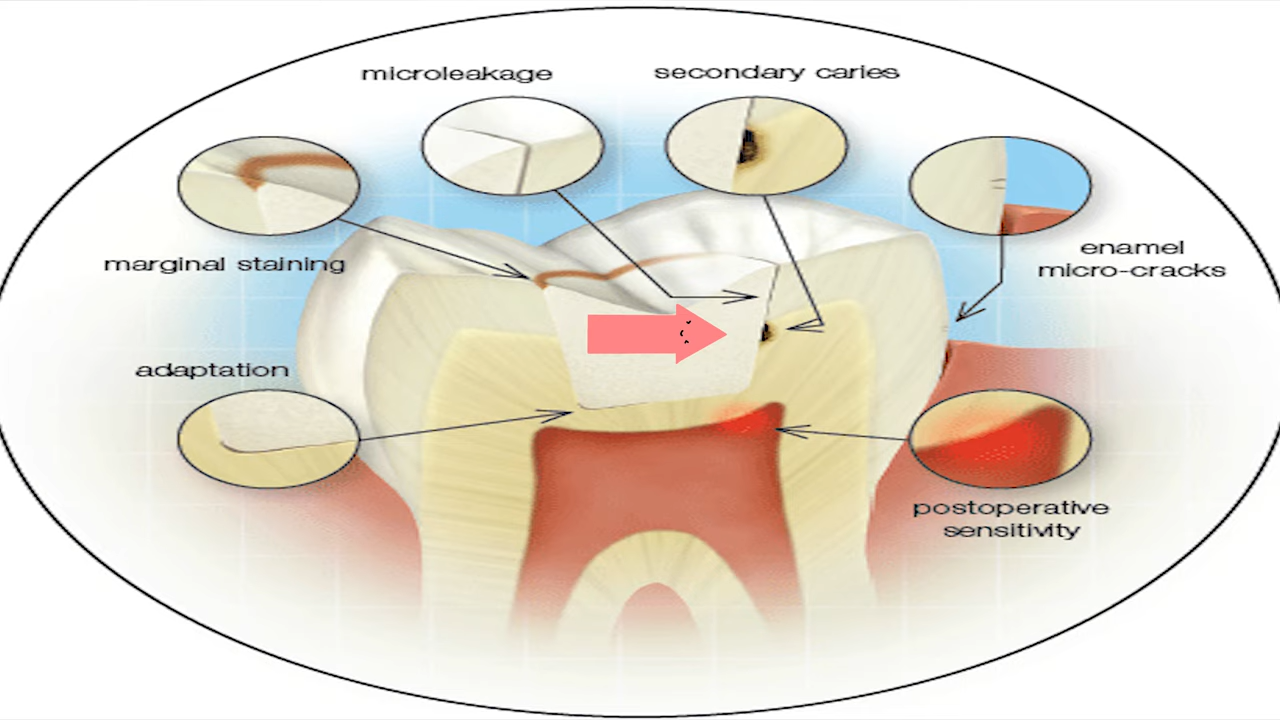 microleakage
secondary caries
marginal staining
enamel
micro-cracks
adaptation
postoperative
sensitivity